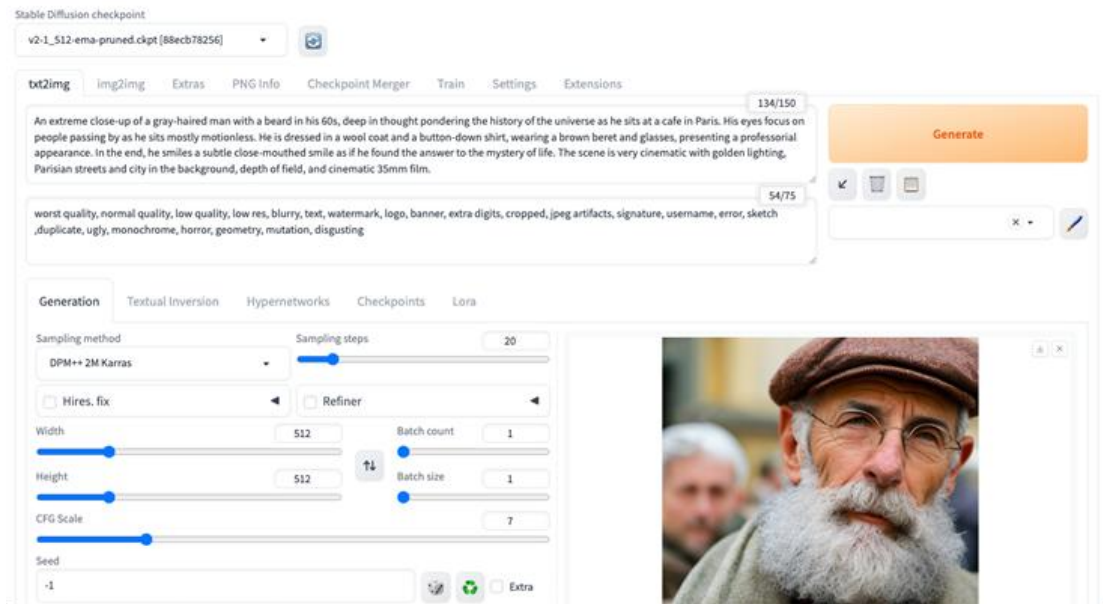 Stable Diffusion checkpoint
v2-1_512-ema-pruned.ckpt [88ecb78256]
txt2img img2img Extras PNG Info Checkpoint Merger Train Settings Extensions
134/150
An extreme close-up of a gray-haired man with a beard in his 60s, deep in thought pondering the history of the universe as he sits at a cafe in Paris. His eyes focus on
people passing by as he sits mostly motionless. He is dressed in a wool coat and a button-down shirt, wearing a brown beret and glasses, presenting a professorial
appearance. In the end, he smiles a subtle close-mouthed smile as if he found the answer to the mystery of life. The scene is very cinematic with golden lighting,
Parisian streets and city in the background, depth of field, and cinematic 35mm film.
Generate
54/75
worst quality, normal quality, low quality, low res, blurry, text, watermark, logo, banner, extra digits, cropped, jpeg artifacts, signature, username, error, sketch
,duplicate, ugly, monochrome, horror, geometry, mutation, disgusting
Generation Textual Inversion Hypernetworks Checkpoints Lora
Sampling method Sampling steps 20
DPM++ 2M Karras
Hires. fix Refiner
Width 512 Batch count 1
Height 512 Batch size 1
CFG Scale 7
Seed
-1 Extra